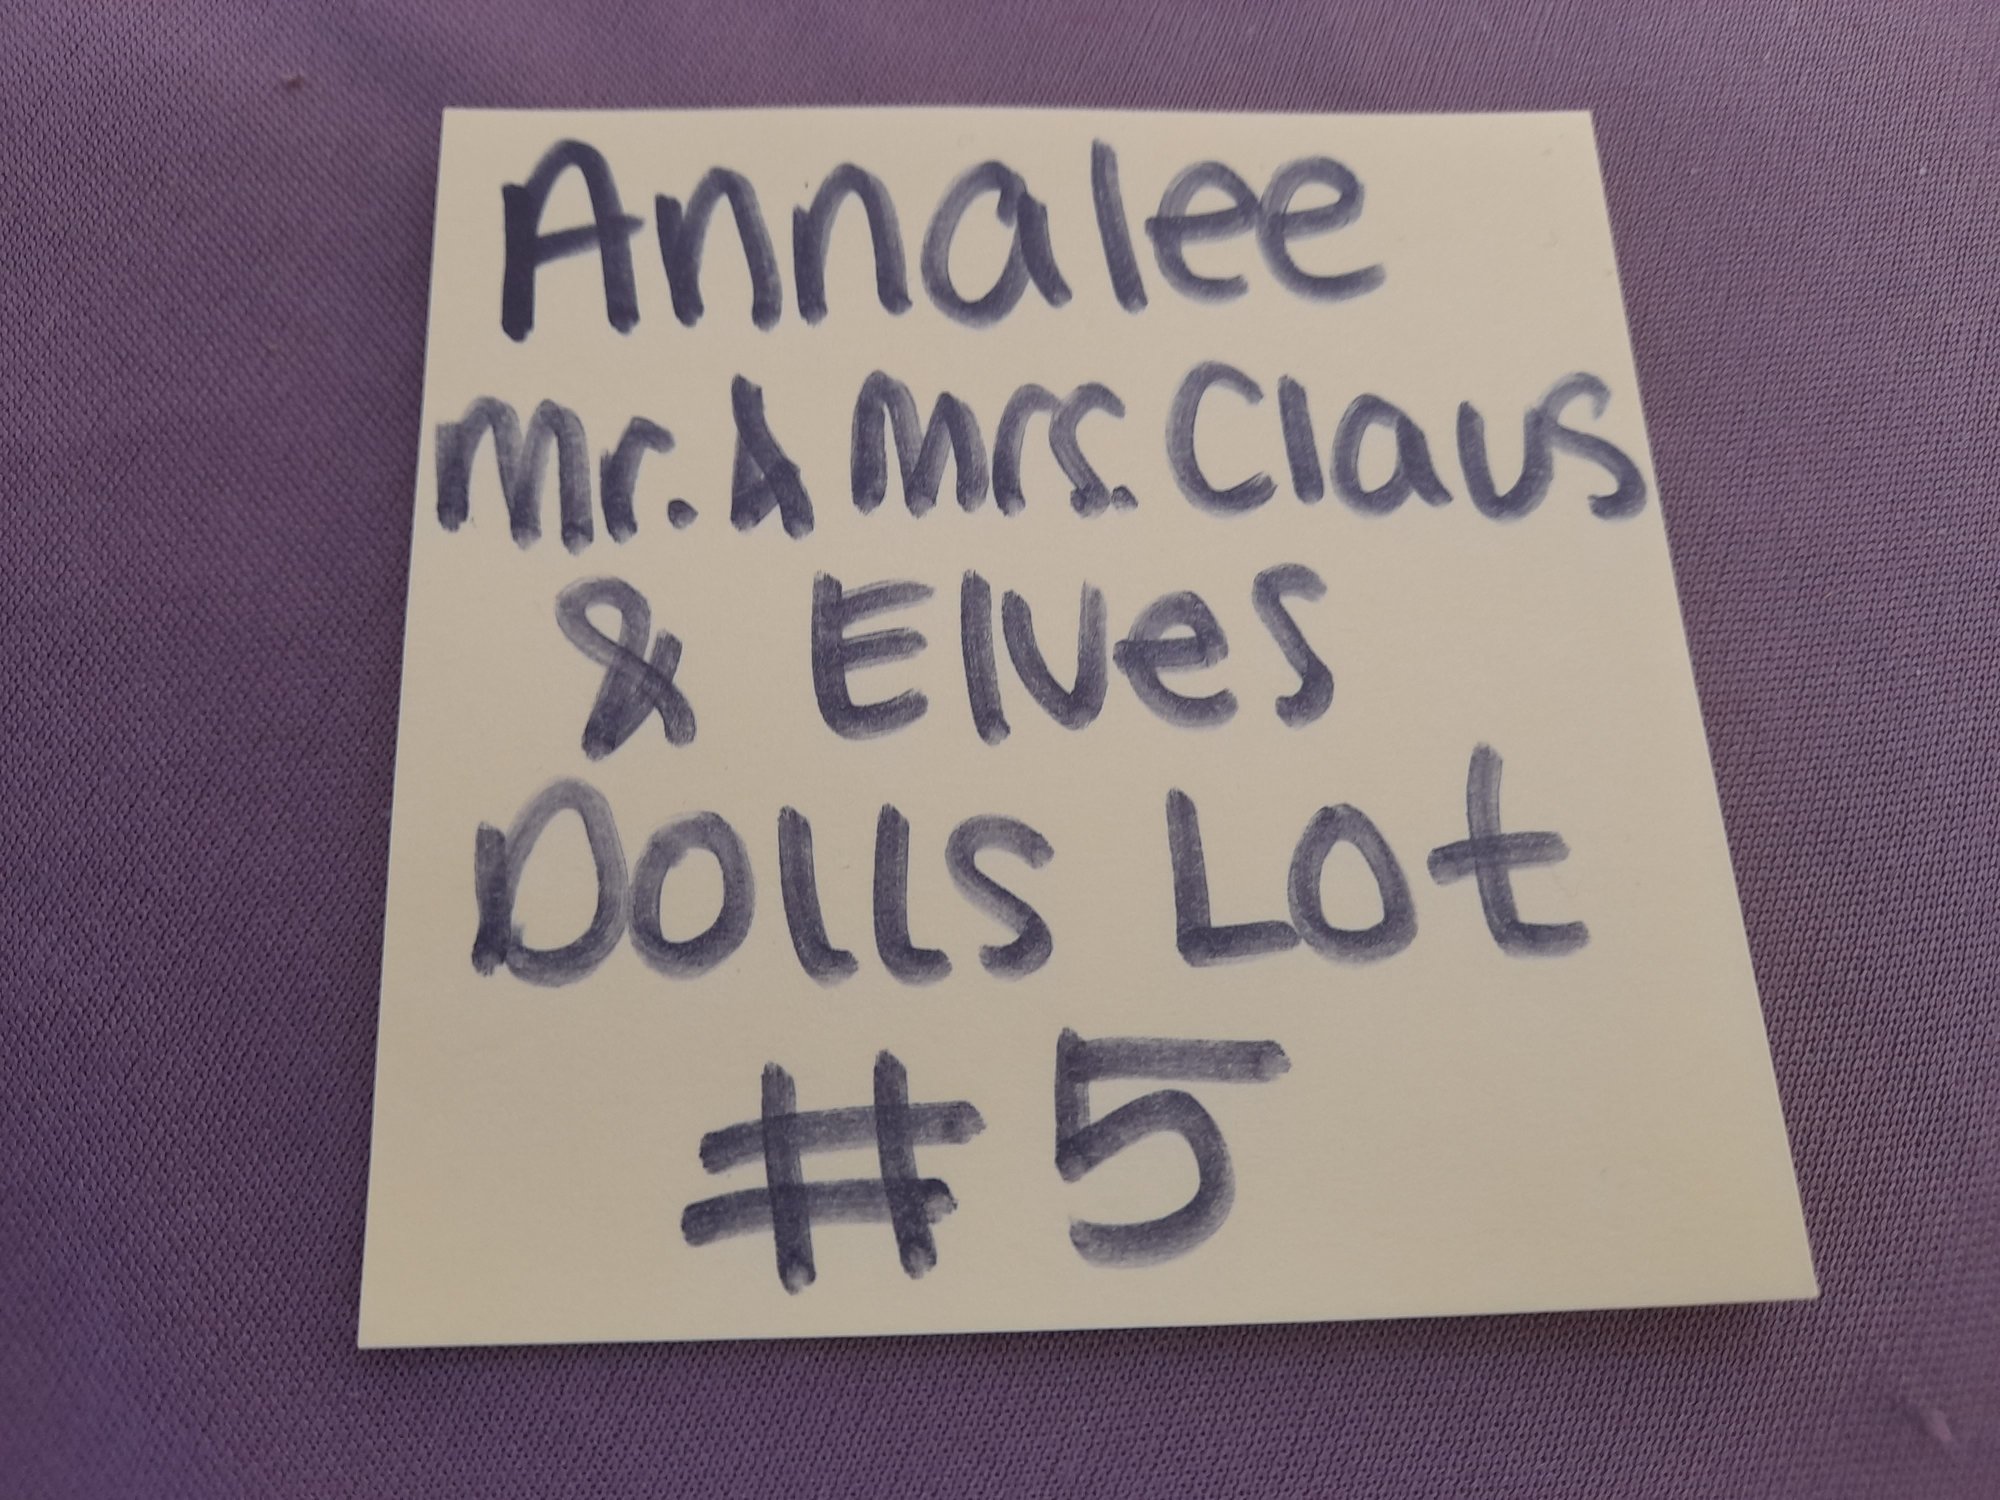 Annalee
Mr. & Mrs. Claus
& Elves
Dolls Lot
#5